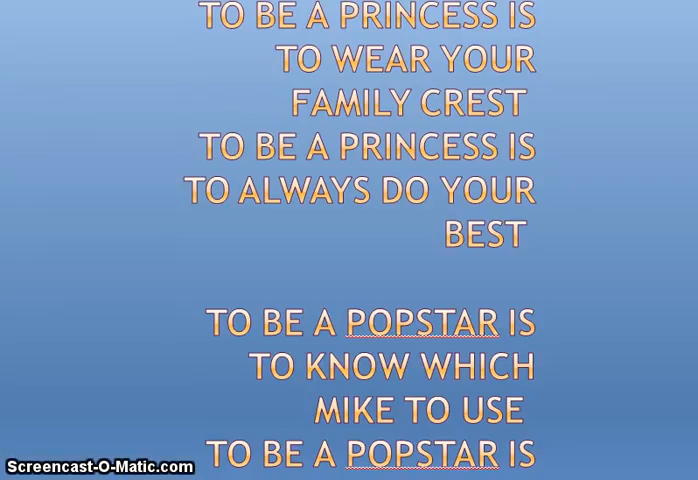 TO BE A PRINCESS IS
TO WEAR YOUR
FAMILY CREST
TO BE A PRINCESS IS
TO ALWAYS DO YOUR
BEST
TO BE A POPSTAR IS
TO KNOW WHICH
MIKE TO USE
TO BE A POPSTAR IS
Screencast-O-Matic.com